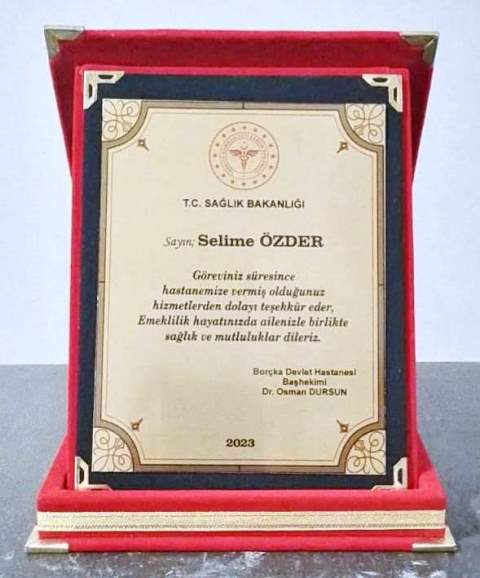 T.C. SAĞLIK BAKANLIĞI
Sayın; Selime ÖZDER
Göreviniz süresince
hastanemize vermiş olduğunuz
hizmetlerden dolayı teşekkür eder,
Emeklilik hayatınızda ailenizle birlikte
sağlık ve mutluluklar dileriz.
Borçka Devlet Hastanesi
Başhekimi
Dr. Osman DURSUN
2023